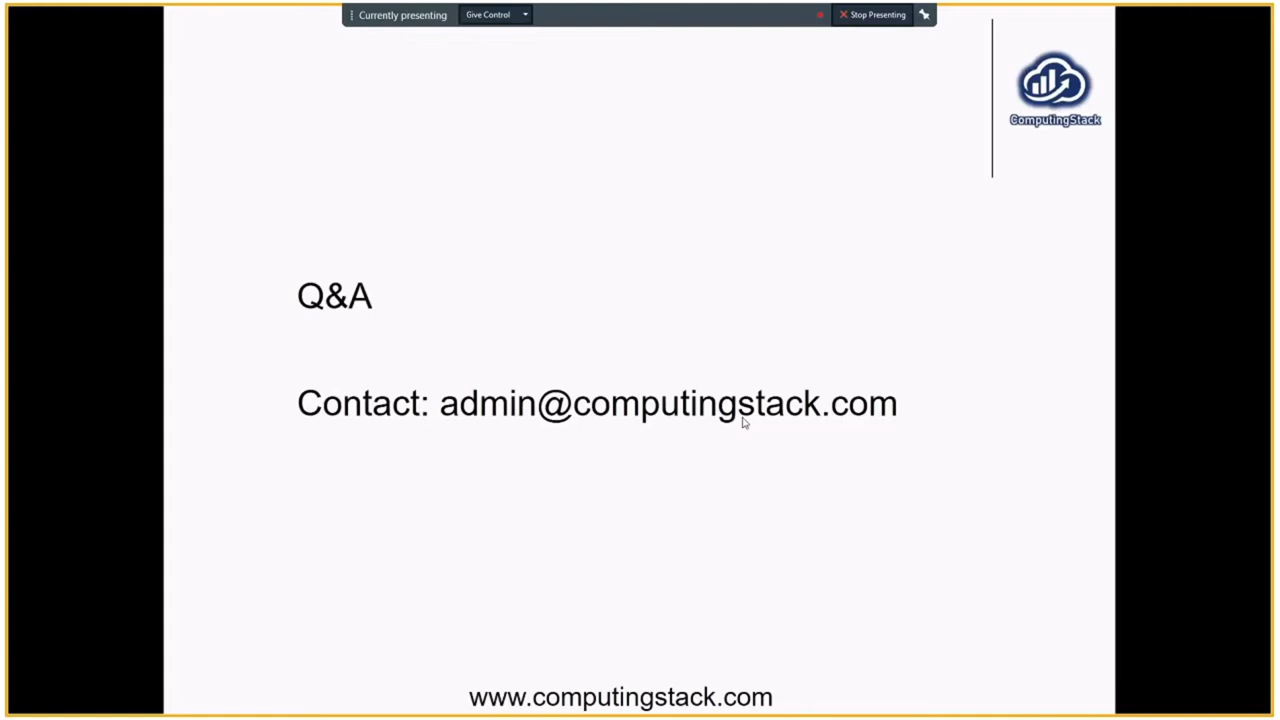 Currently presenting
Give Control
Stop Presenting
ComputingStack
Q&A
Contact: admin@computingstack.com
www.computingstack.com